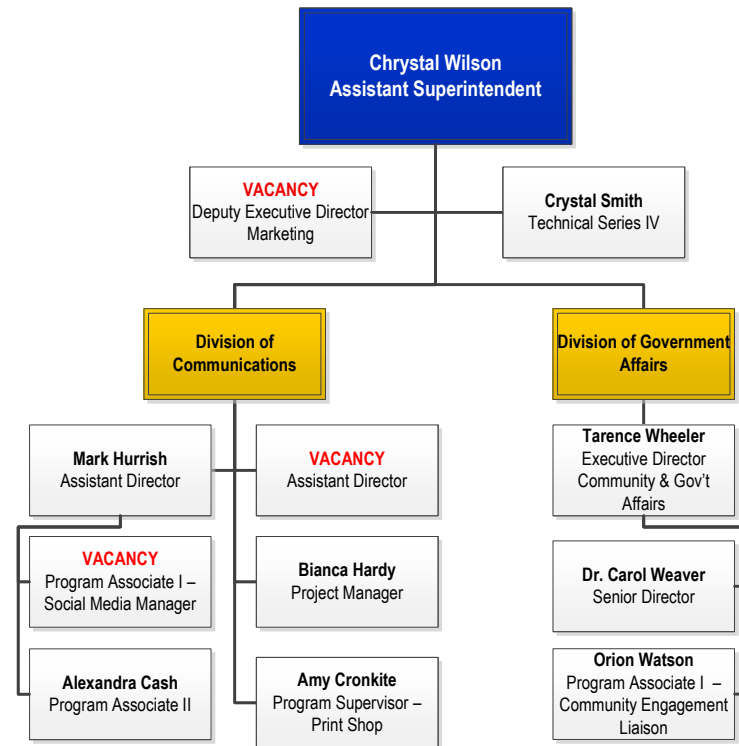 Chrystal Wilson
Assistant Superintendent
VACANCY
Deputy Executive Director
Marketing
Crystal Smith
Technical Series IV
Division of
Communications
Division of Government
Affairs
Mark Hurrish
Assistant Director
VACANCY
Assistant Director
Tarence Wheeler
Executive Director
Community & Gov't
Affairs
VACANCY
Program Associate I –
Social Media Manager
Bianca Hardy
Project Manager
Dr. Carol Weaver
Senior Director
Alexandra Cash
Program Associate II
Amy Cronkite
Program Supervisor –
Print Shop
Orion Watson
Program Associate I –
Community Engagement
Liaison